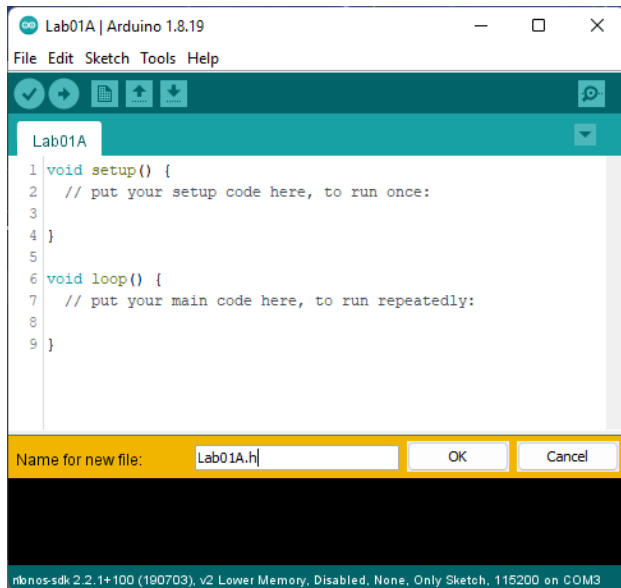 Lab01A | Arduino 1.8.19
File Edit Sketch Tools Help
Lab01A
1 void setup() {
2 // put your setup code here, to run once:
3
4 }
5
6 void loop() {
7 // put your main code here, to run repeatedly:
8
9 }
Name for new file: Lab01A.h OK Cancel
2.2.1+100 (190703), v2 Lower Memory, Disabled, None, Only Sketch, 115200 on COM3